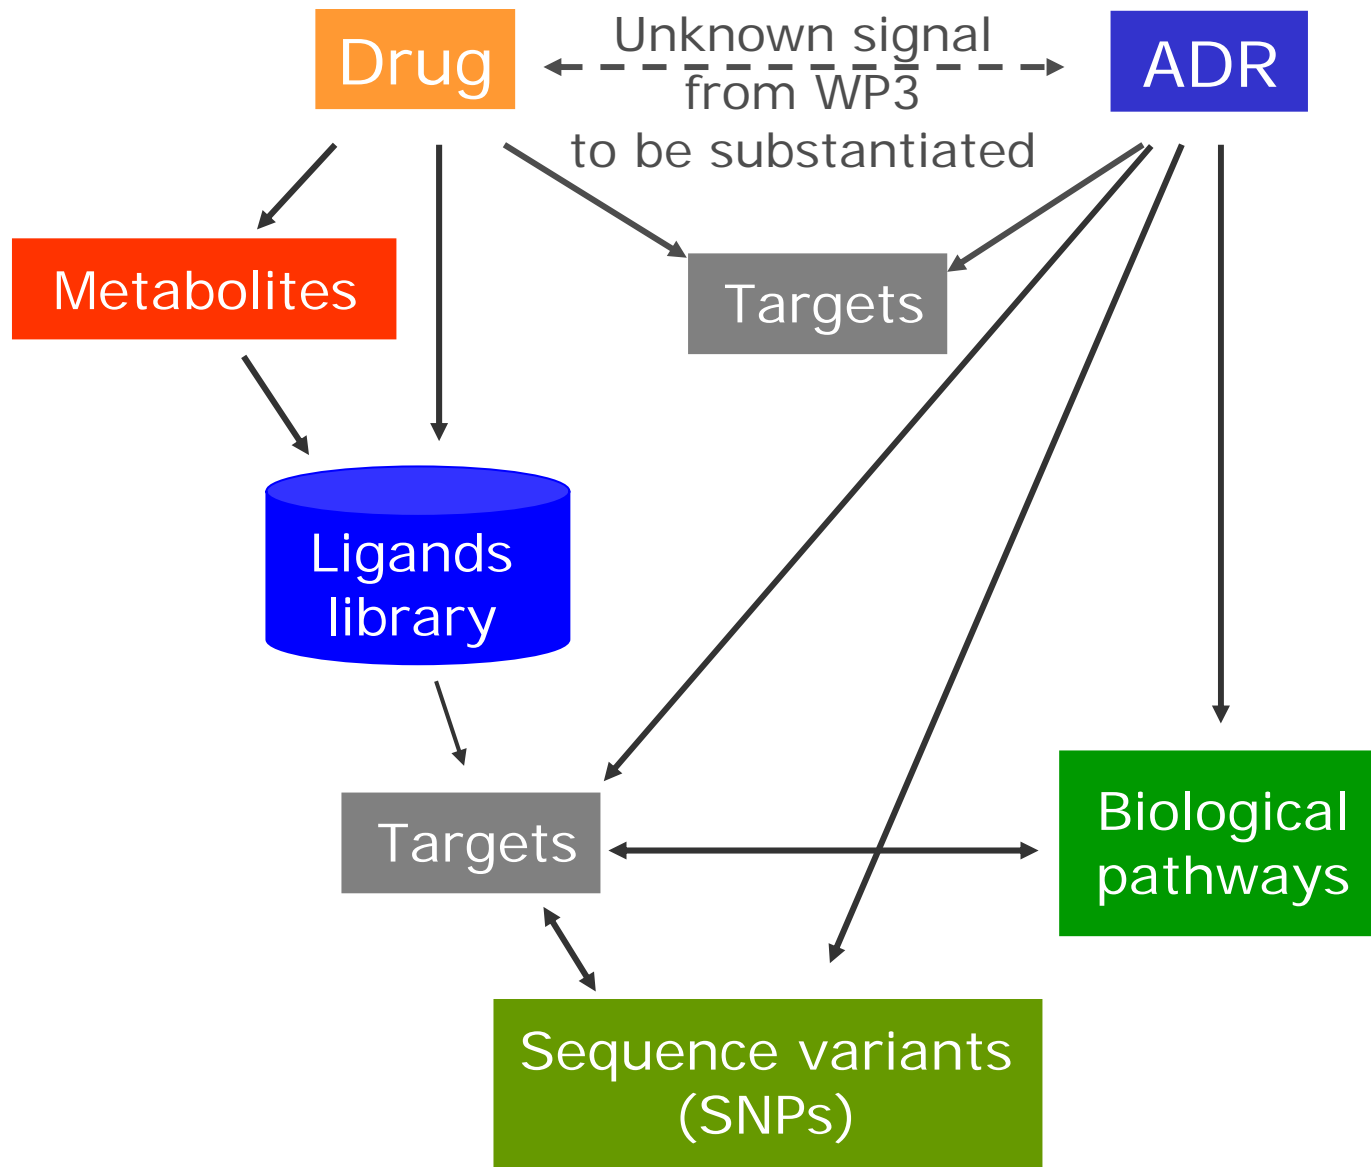 Drug
Unknown signal
from WP3
to be substantiated
ADR
Metabolites
Targets
Ligands
library
Targets
Biological
pathways
Sequence variants
(SNPs)